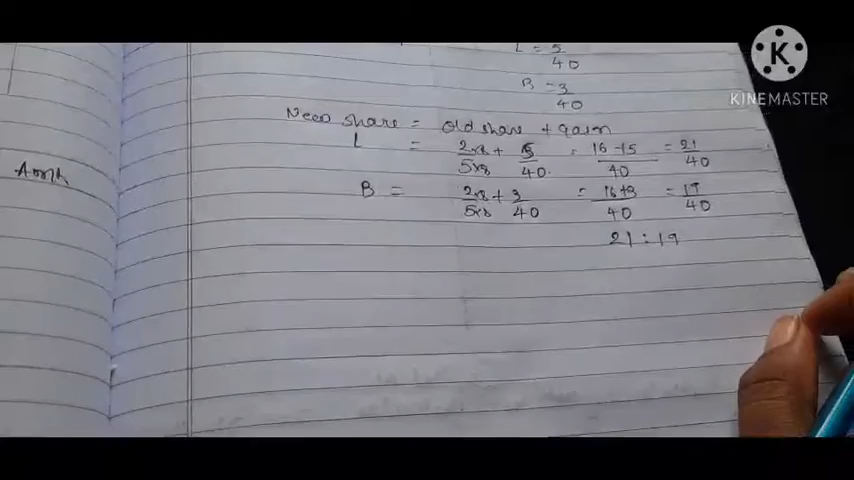 L = 5/40
B = 3/40
KINEMASTER
New share = old share + gain
L = 2x8/5x8 + 5/40 = 16+5/40 = 21/40
B = 2x8/5x8 + 3/40 = 16+3/40 = 19/40
21:19